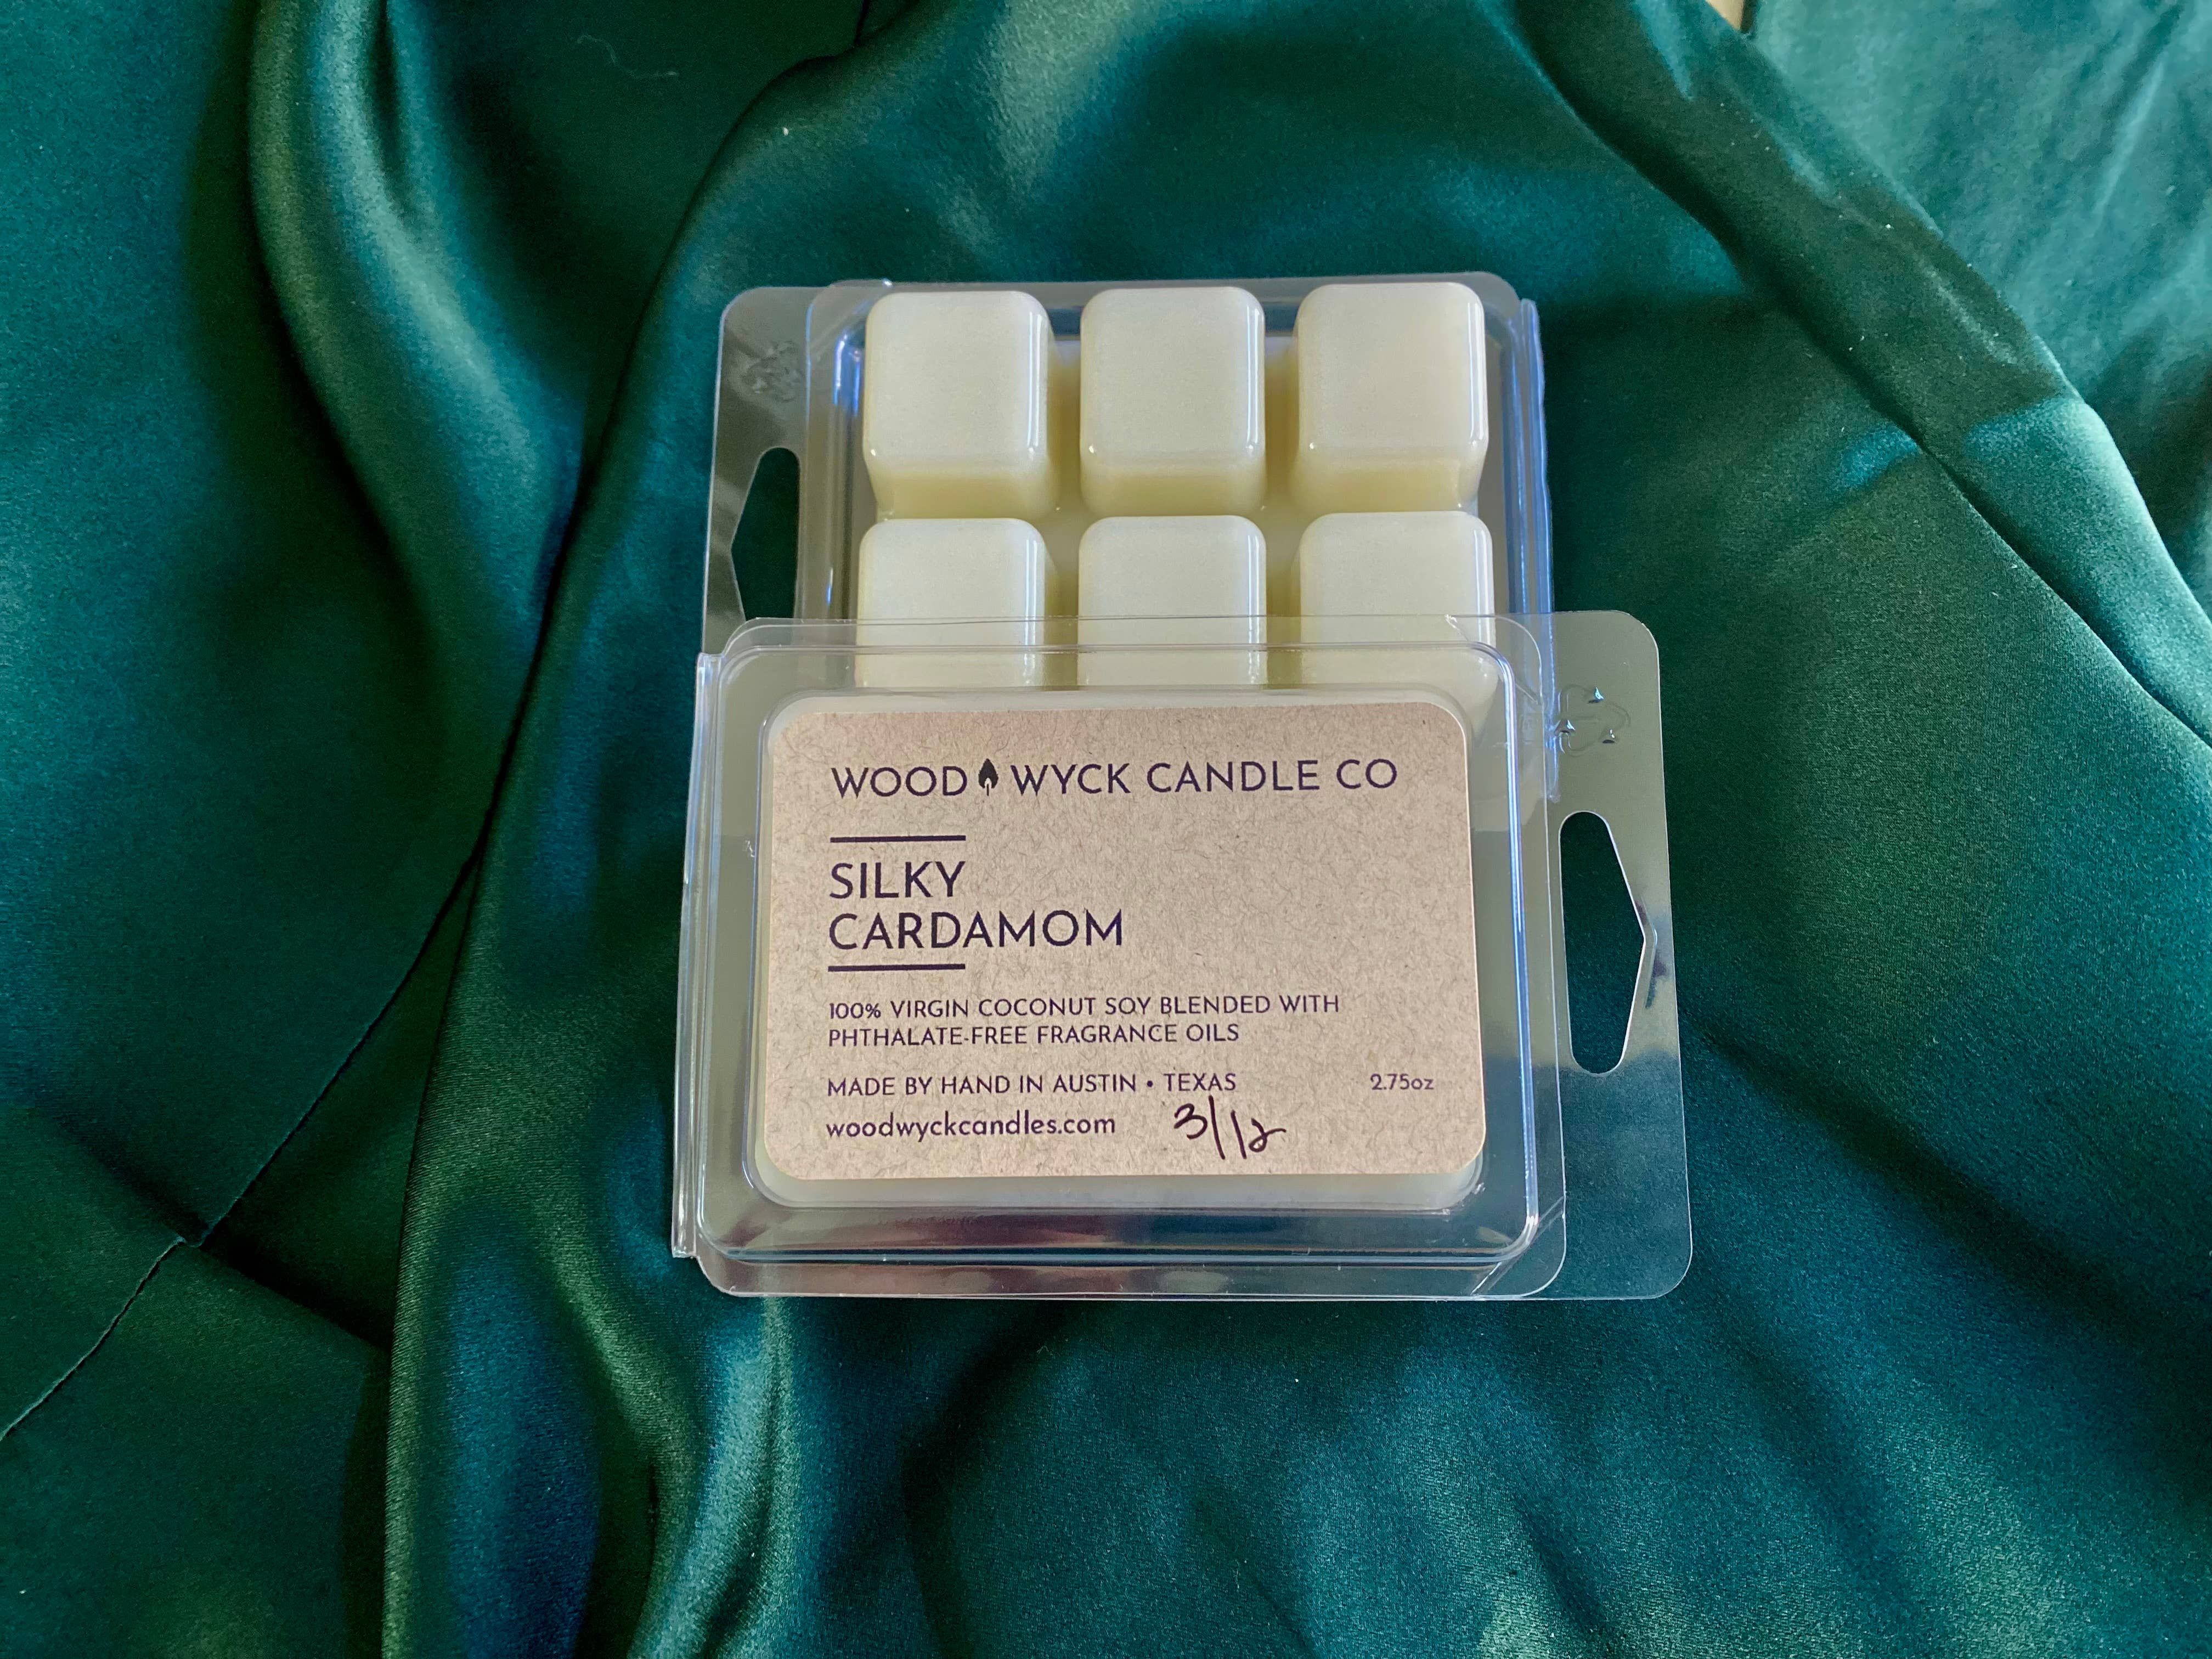 WOOD WYCK CANDLE CO
SILKY
CARDAMOM
100% VIRGIN COCONUT SOY BLENDED WITH
PHTHALATE-FREE FRAGRANCE OILS
MADE BY HAND IN AUSTIN • TEXAS 2.75oz
woodwyckcandles.com 3/12